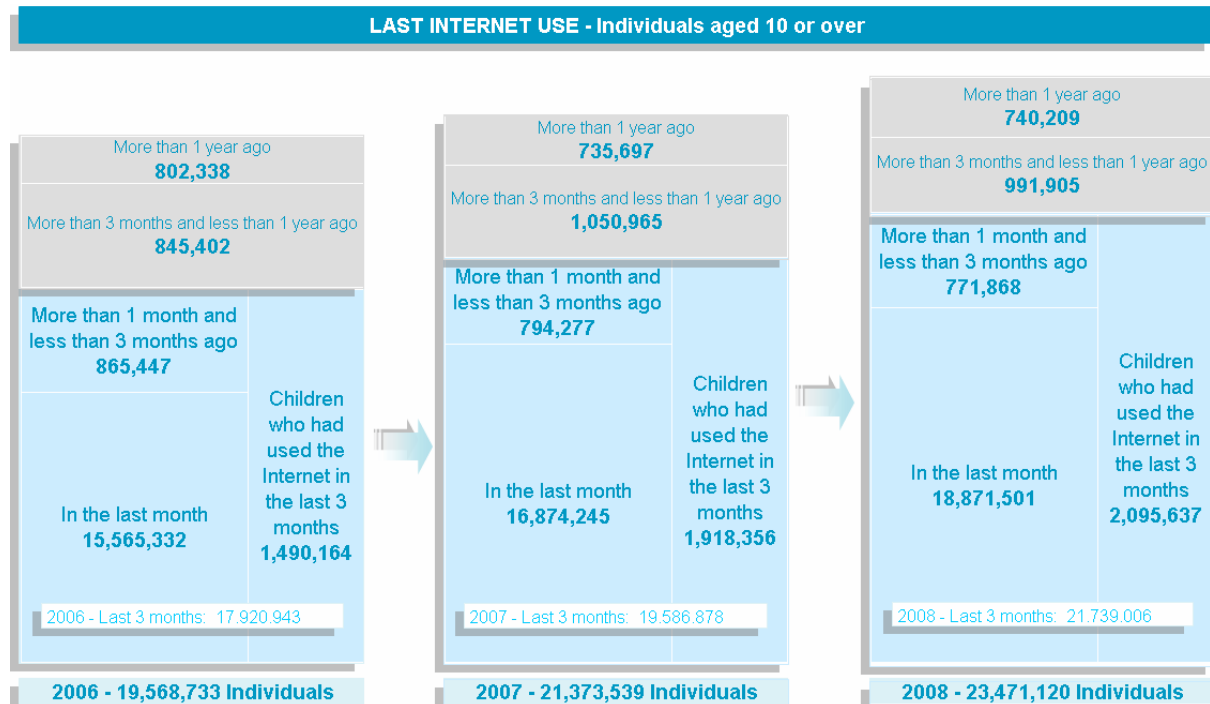 LAST INTERNET USE - Individuals aged 10 or over
More than 1 year ago
802,338
More than 3 months and less than 1 year ago
845,402
More than 1 month and
less than 3 months ago
865,447
In the last month
15,565,332
Children
who had
used the
Internet in
the last 3
months
1,490,164
2006 - Last 3 months: 17.920.943
2006 - 19,568,733 Individuals
More than 1 year ago
735,697
More than 3 months and less than 1 year ago
1,050,965
More than 1 month and
less than 3 months ago
794,277
In the last month
16,874,245
Children
who had
used the
Internet in
the last 3
months
1,918,356
2007 - Last 3 months: 19.586.878
2007 - 21,373,539 Individuals
More than 1 year ago
740,209
More than 3 months and less than 1 year ago
991,905
More than 1 month and
less than 3 months ago
771,868
In the last month
18,871,501
Children
who had
used the
Internet in
the last 3
months
2,095,637
2008 - Last 3 months: 21.739.006
2008 - 23,471,120 Individuals